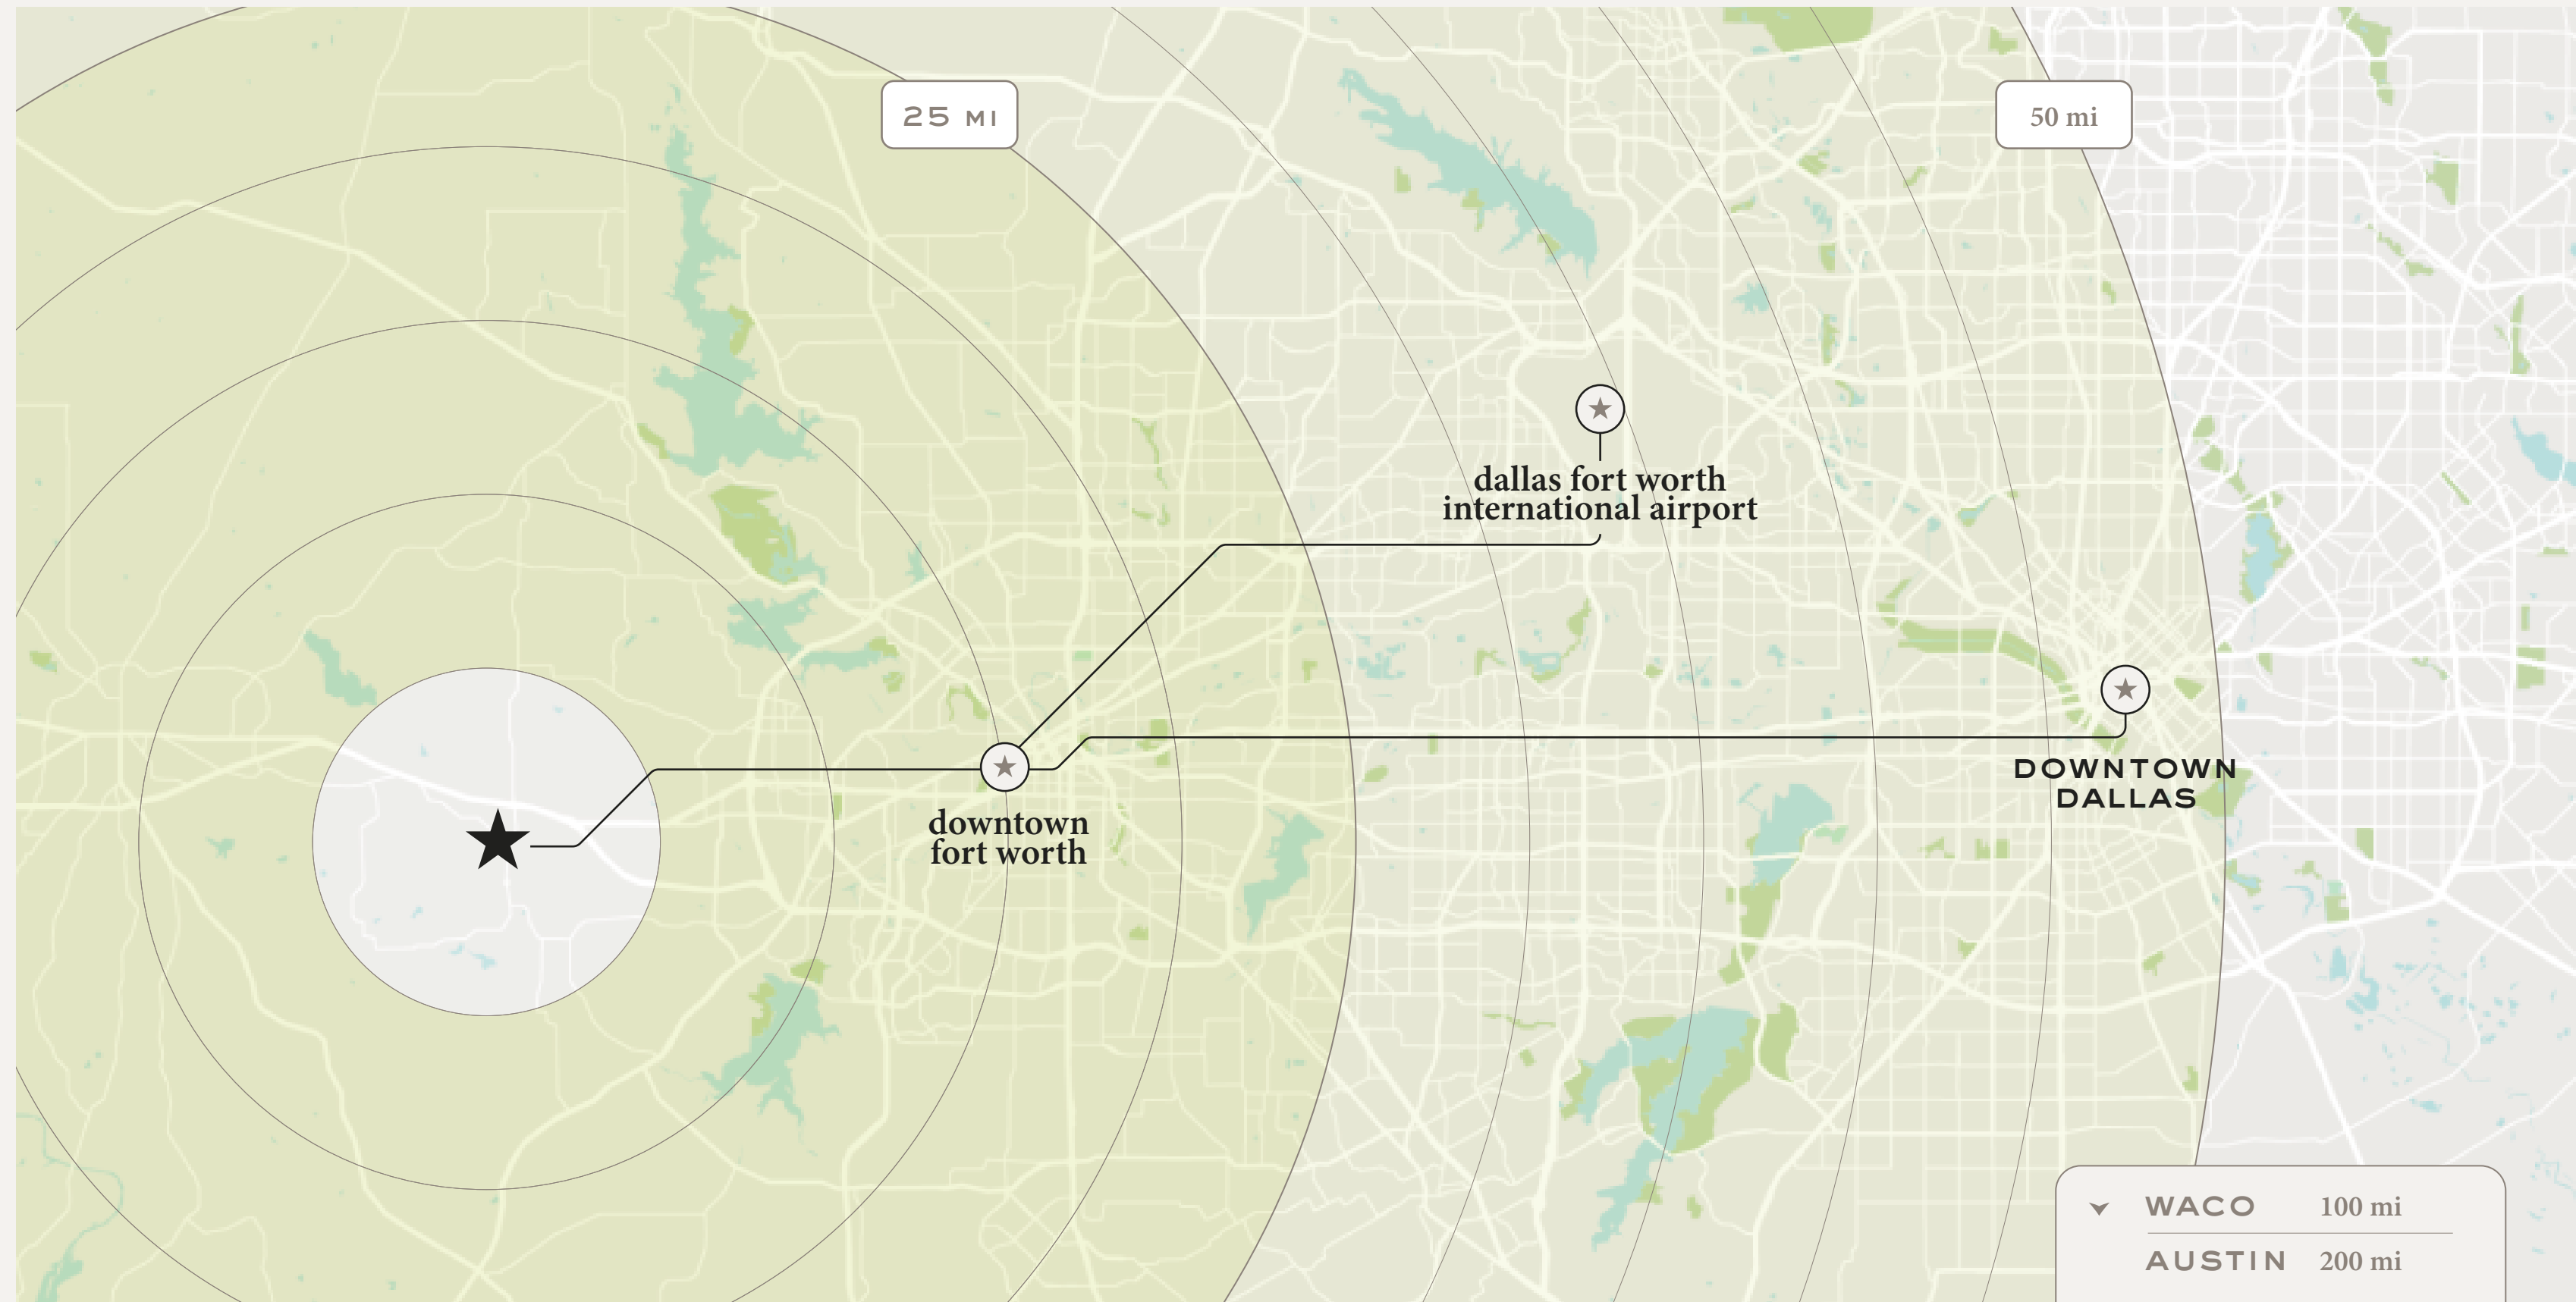 25 MI
50 mi
dallas fort worth
international airport
DOWNTOWN
DALLAS
downtown
fort worth
WACO 100 mi
AUSTIN 200 mi